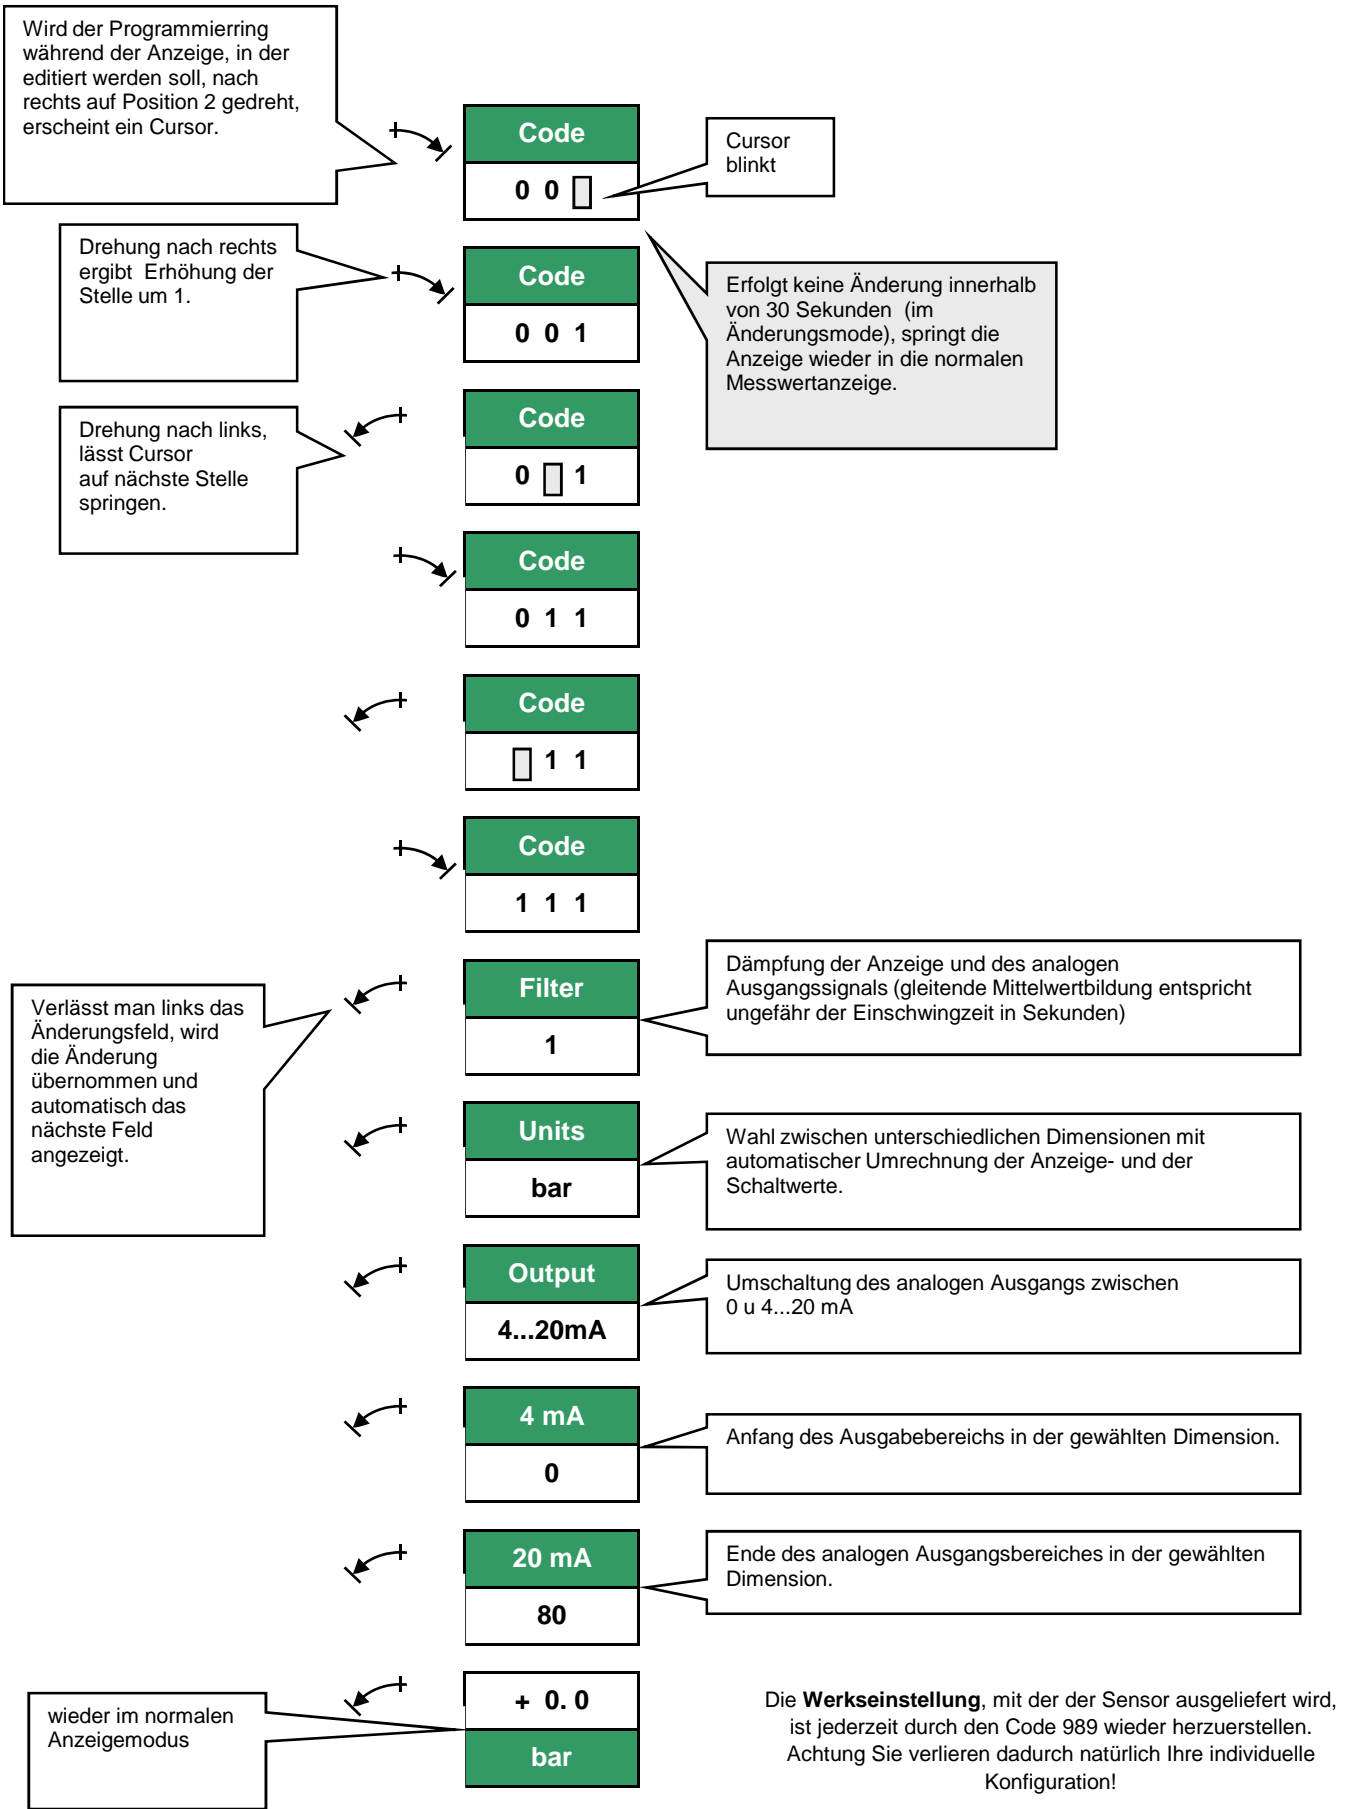 Wird der Programmierring
während der Anzeige, in der
editiert werden soll, nach
rechts auf Position 2 gedreht,
erscheint ein Cursor.
Code
0 0
Cursor
blinkt
Drehung nach rechts
ergibt  Erhöhung der
Stelle um 1.
Code
0 0 1
Erfolgt keine Änderung innerhalb
von 30 Sekunden  (im
Änderungsmode), springt die
Anzeige wieder in die normalen
Messwertanzeige.
Drehung nach links,
lässt Cursor
auf nächste Stelle
springen.
Code
0 1
Code
0 1 1
Code
1 1
Code
1 1 1
Verlässt man links das
Änderungsfeld, wird
die Änderung
übernommen und
automatisch das
nächste Feld
angezeigt.
Filter
1
Dämpfung der Anzeige und des analogen
Ausgangssignals (gleitende Mittelwertbildung entspricht
ungefähr der Einschwingzeit in Sekunden)
Units
bar
Wahl zwischen unterschiedlichen Dimensionen mit
automatischer Umrechnung der Anzeige- und der
Schaltwerte.
Output
4...20mA
Umschaltung des analogen Ausgangs zwischen
0 u 4...20 mA
4 mA
0
Anfang des Ausgabebereichs in der gewählten Dimension.
20 mA
80
Ende des analogen Ausgangsbereiches in der gewählten
Dimension.
wieder im normalen
Anzeigemodus
+ 0. 0
bar
Die Werkseinstellung, mit der der Sensor ausgeliefert wird,
ist jederzeit durch den Code 989 wieder herzuerstellen.
Achtung Sie verlieren dadurch natürlich Ihre individuelle
Konfiguration!